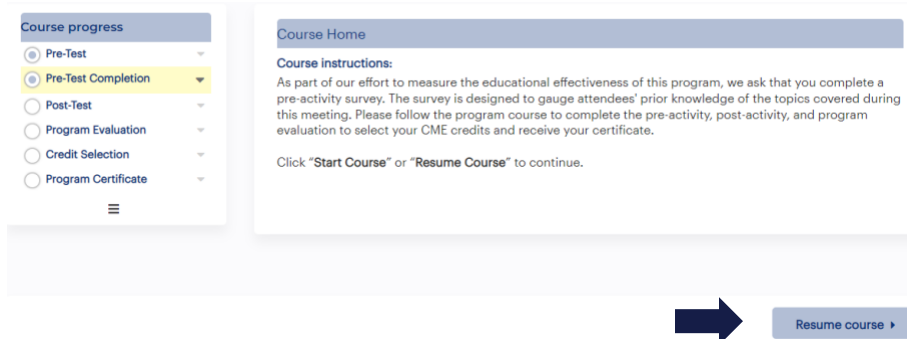 Course progress
Pre-Test
Pre-Test Completion
Post-Test
Program Evaluation
Credit Selection
Program Certificate
Course Home
Course instructions:
As part of our effort to measure the educational effectiveness of this program, we ask that you complete a
pre-activity survey. The survey is designed to gauge attendees' prior knowledge of the topics covered during
this meeting. Please follow the program course to complete the pre-activity, post-activity, and program
evaluation to select your CME credits and receive your certificate.
Click "Start Course" or "Resume Course" to continue.
Resume course